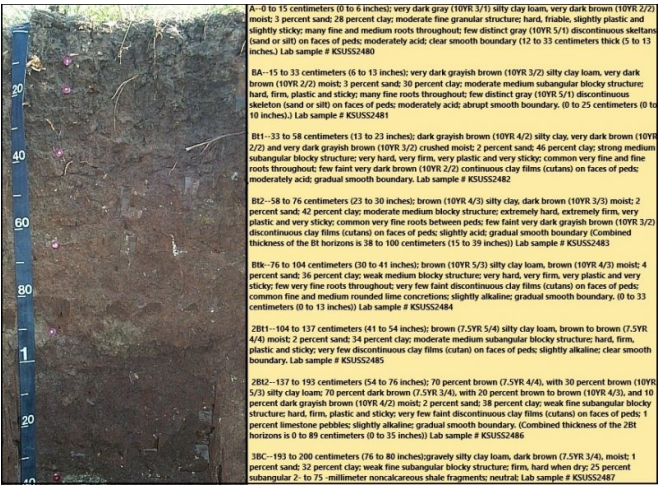 A--0 to 15 centimeters (0 to 6 inches); very dark gray (10YR 3/1) silty clay loam, very dark brown (10YR 2/2)
moist; 3 percent sand; 28 percent clay; moderate fine granular structure; hard, friable, slightly plastic and
slightly sticky; many fine and medium roots throughout; few distinct gray (10YR 5/1) discontinuous skeltans
(sand or silt) on faces of peds; moderately acid; clear smooth boundary (12 to 33 centimeters thick (5 to 13
inches.) Lab sample # KSUSS2480
BA--15 to 33 centimeters (6 to 13 inches); very dark grayish brown (10YR 3/2) silty clay loam, very dark
brown (10YR 2/2) moist; 3 percent sand; 30 percent clay; moderate medium subangular blocky structure;
hard, firm, plastic and sticky; many fine roots throughout; few distinct gray (10YR 5/1) discontinuous
skeleton (sand or silt) on faces of peds; moderately acid; abrupt smooth boundary. (0 to 25 centimeters (0 to
10 inches).) Lab sample # KSUSS2481
Bt1--33 to 58 centimeters (13 to 23 inches); dark grayish brown (10YR 4/2) silty clay, very dark brown (10YR
2/2) and very dark grayish brown (10YR 3/2) crushed moist; 2 percent sand; 46 percent clay; strong medium
subangular blocky structure; very hard, very firm, very plastic and very sticky; common very fine and fine
roots throughout; few faint very dark brown (10YR 2/2) continuous clay films (cutans) on faces of peds;
moderately acid; gradual smooth boundary. Lab sample # KSUSS2482
Bt2--58 to 76 centimeters (23 to 30 inches); brown (10YR 4/3) silty clay, dark brown (10YR 3/3) moist; 2
percent sand; 42 percent clay; moderate medium blocky structure; extremely hard, extremely firm, very
plastic and very sticky; common very fine roots between peds; few faint very dark grayish brown (10YR 3/2)
discontinuous clay films (cutans) on faces of peds; slightly acid; gradual smooth boundary (Combined
thickness of the Bt horizons is 38 to 100 centimeters (15 to 39 inches)) Lab sample # KSUSS2483
Btk--76 to 104 centimeters (30 to 41 inches); brown (10YR 5/3) silty clay loam, brown (10YR 4/3) moist; 4
percent sand; 36 percent clay; weak medium blocky structure; very hard, very firm, very plastic and very
sticky; few very fine roots throughout; very few faint discontinuous clay films (cutans) on faces of peds;
common fine and medium rounded lime concretions; slightly alkaline; gradual smooth boundary. (0 to 33
centimeters (0 to 13 inches)) Lab sample # KSUSS2484
2Bt1--104 to 137 centimeters (41 to 54 inches); brown (7.5YR 5/4) silty clay loam, brown to brown (7.5YR
4/4) moist; 2 percent sand; 34 percent clay; moderate medium subangular blocky structure; hard, firm,
plastic and sticky; very few discontinuous clay films (cutan) on faces of peds; slightly alkaline; clear smooth
boundary. Lab sample # KSUSS2485
2Bt2--137 to 193 centimeters (54 to 76 inches); 70 percent brown (7.5YR 4/4), with 30 percent brown (10YR
5/3) silty clay loam; 70 percent dark brown (7.5YR 3/4), with 20 percent brown to brown (10YR 4/3), and 10
percent dark grayish brown (10YR 4/2) moist; 2 percent sand; 38 percent clay; weak fine subangular blocky
structure; hard, firm, plastic and sticky; very few faint discontinuous clay films (cutans) on faces of peds; 1
percent limestone pebbles; slightly alkaline; gradual smooth boundary. (Combined thickness of the 2Bt
horizons is 0 to 89 centimeters (0 to 35 inches)) Lab sample # KSUSS2486
3BC--193 to 200 centimeters (76 to 80 inches);gravely silty clay loam, dark brown (7.5YR 3/4), moist; 1
percent sand; 32 percent clay; weak fine subangular blocky structure; firm, hard when dry; 25 percent
subangular 2- to 75 -millimeter noncalcareous shale fragments; neutral; Lab sample # KSUSS2487
20
40
60
80
1
20
40